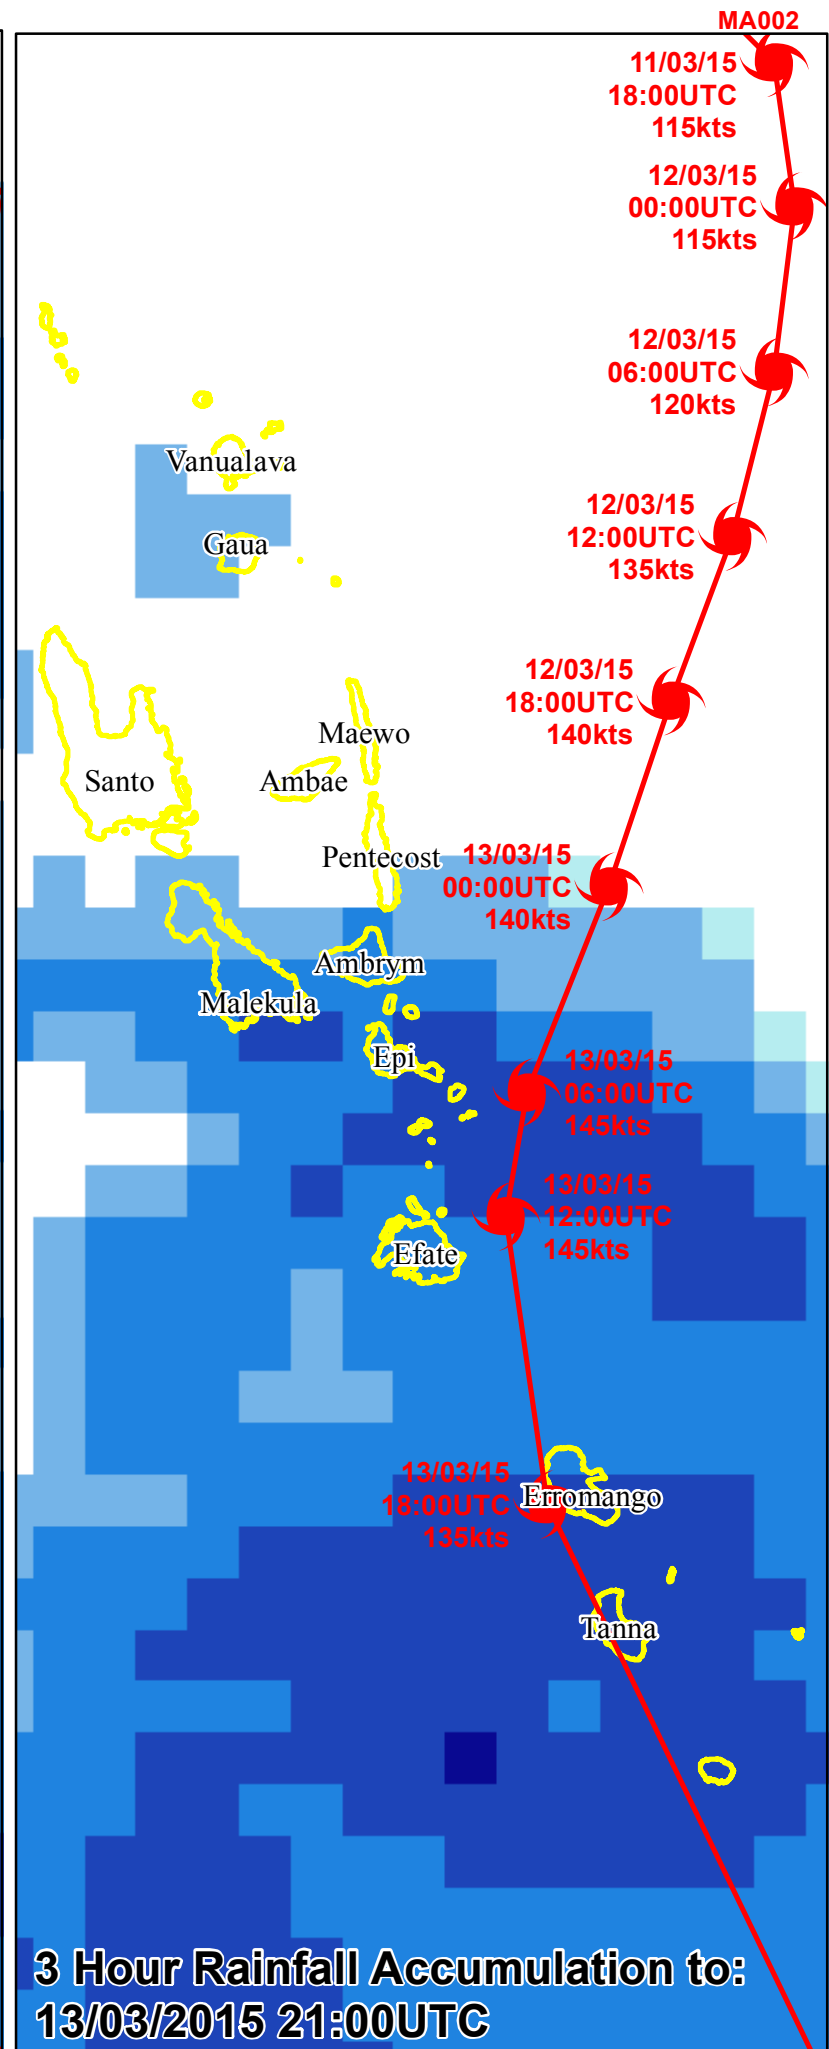 MA002
11/03/15
18:00UTC
115kts
12/03/15
00:00UTC
115kts
12/03/15
06:00UTC
120kts
Vanualava
12/03/15
12:00UTC
135kts
Gaua
12/03/15
18:00UTC
140kts
Maewo
Santo
Ambae
Pentecost
13/03/15
00:00UTC
140kts
Ambrym
Malekula
Epi
13/03/15
06:00UTC
145kts
13/03/15
12:00UTC
145kts
Efate
13/03/15
18:00UTC
135kts
Erromango
Tanna
3 Hour Rainfall Accumulation to:
13/03/2015 21:00UTC